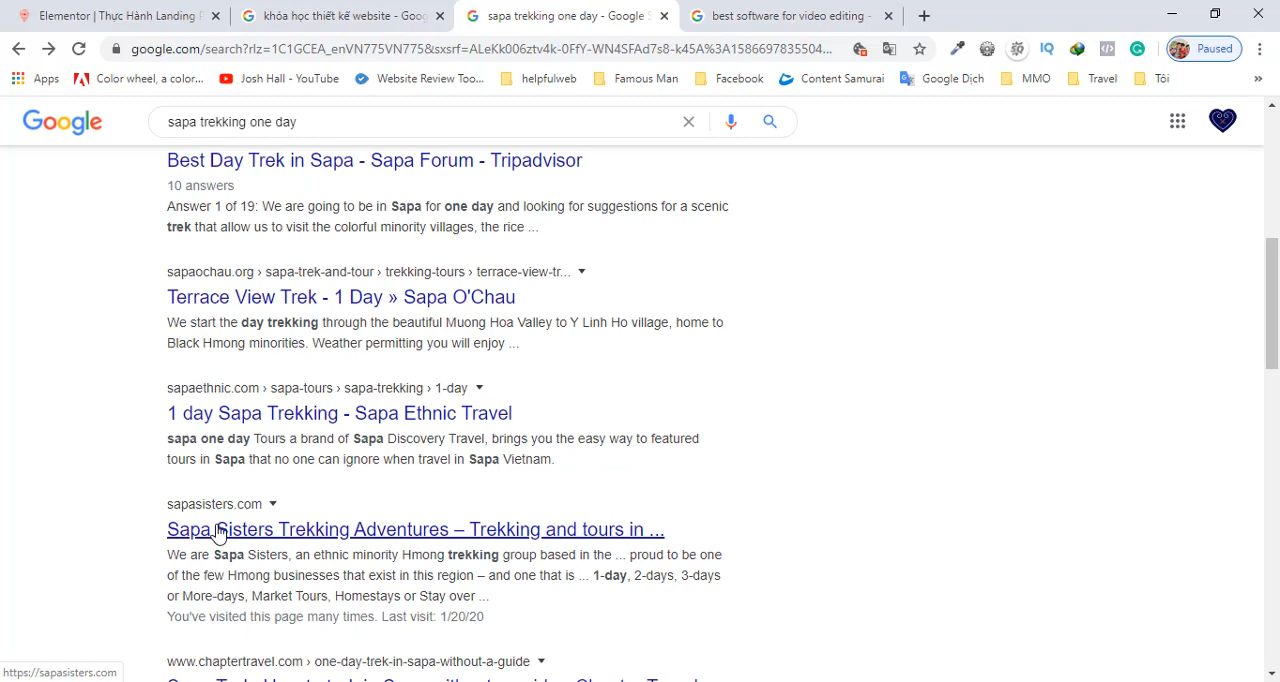 Elementor | Thực Hành Landing F
khóa học thiết kế website - Goog
sapa trekking one day - Google S
best software for video editing -
google.com/search?rlz=1C1GCEA_enVN775VN775&sxsrf=ALeKk006ztv4k-0FfY-WN4SFAd7s8-k45A%3A1586697835504...
Paused
Apps
Color wheel, a color...
Josh Hall - YouTube
Website Review Too...
helpfulweb
Famous Man
Facebook
Content Samurai
Google Dịch
MMO
Travel
Tôi
»
Google
sapa trekking one day
Best Day Trek in Sapa - Sapa Forum - Tripadvisor
10 answers
Answer 1 of 19: We are going to be in Sapa for one day and looking for suggestions for a scenic
trek that allow us to visit the colorful minority villages, the rice ...
sapaochau.org › sapa-trek-and-tour › trekking-tours › terrace-view-tr...
Terrace View Trek - 1 Day » Sapa O'Chau
We start the day trekking through the beautiful Muong Hoa Valley to Y Linh Ho village, home to
Black Hmong minorities. Weather permitting you will enjoy ...
sapaethnic.com › sapa-tours › sapa-trekking › 1-day
1 day Sapa Trekking - Sapa Ethnic Travel
sapa one day Tours a brand of Sapa Discovery Travel, brings you the easy way to featured
tours in Sapa that no one can ignore when travel in Sapa Vietnam.
sapasisters.com
Sapa Sisters Trekking Adventures – Trekking and tours in ...
We are Sapa Sisters, an ethnic minority Hmong trekking group based in the ... proud to be one
of the few Hmong businesses that exist in this region – and one that is ... 1-day, 2-days, 3-days
or More-days, Market Tours, Homestays or Stay over ...
You've visited this page many times. Last visit: 1/20/20
www.chaptertravel.com › one-day-trek-in-sapa-without-a-guide
https://sapasisters.com